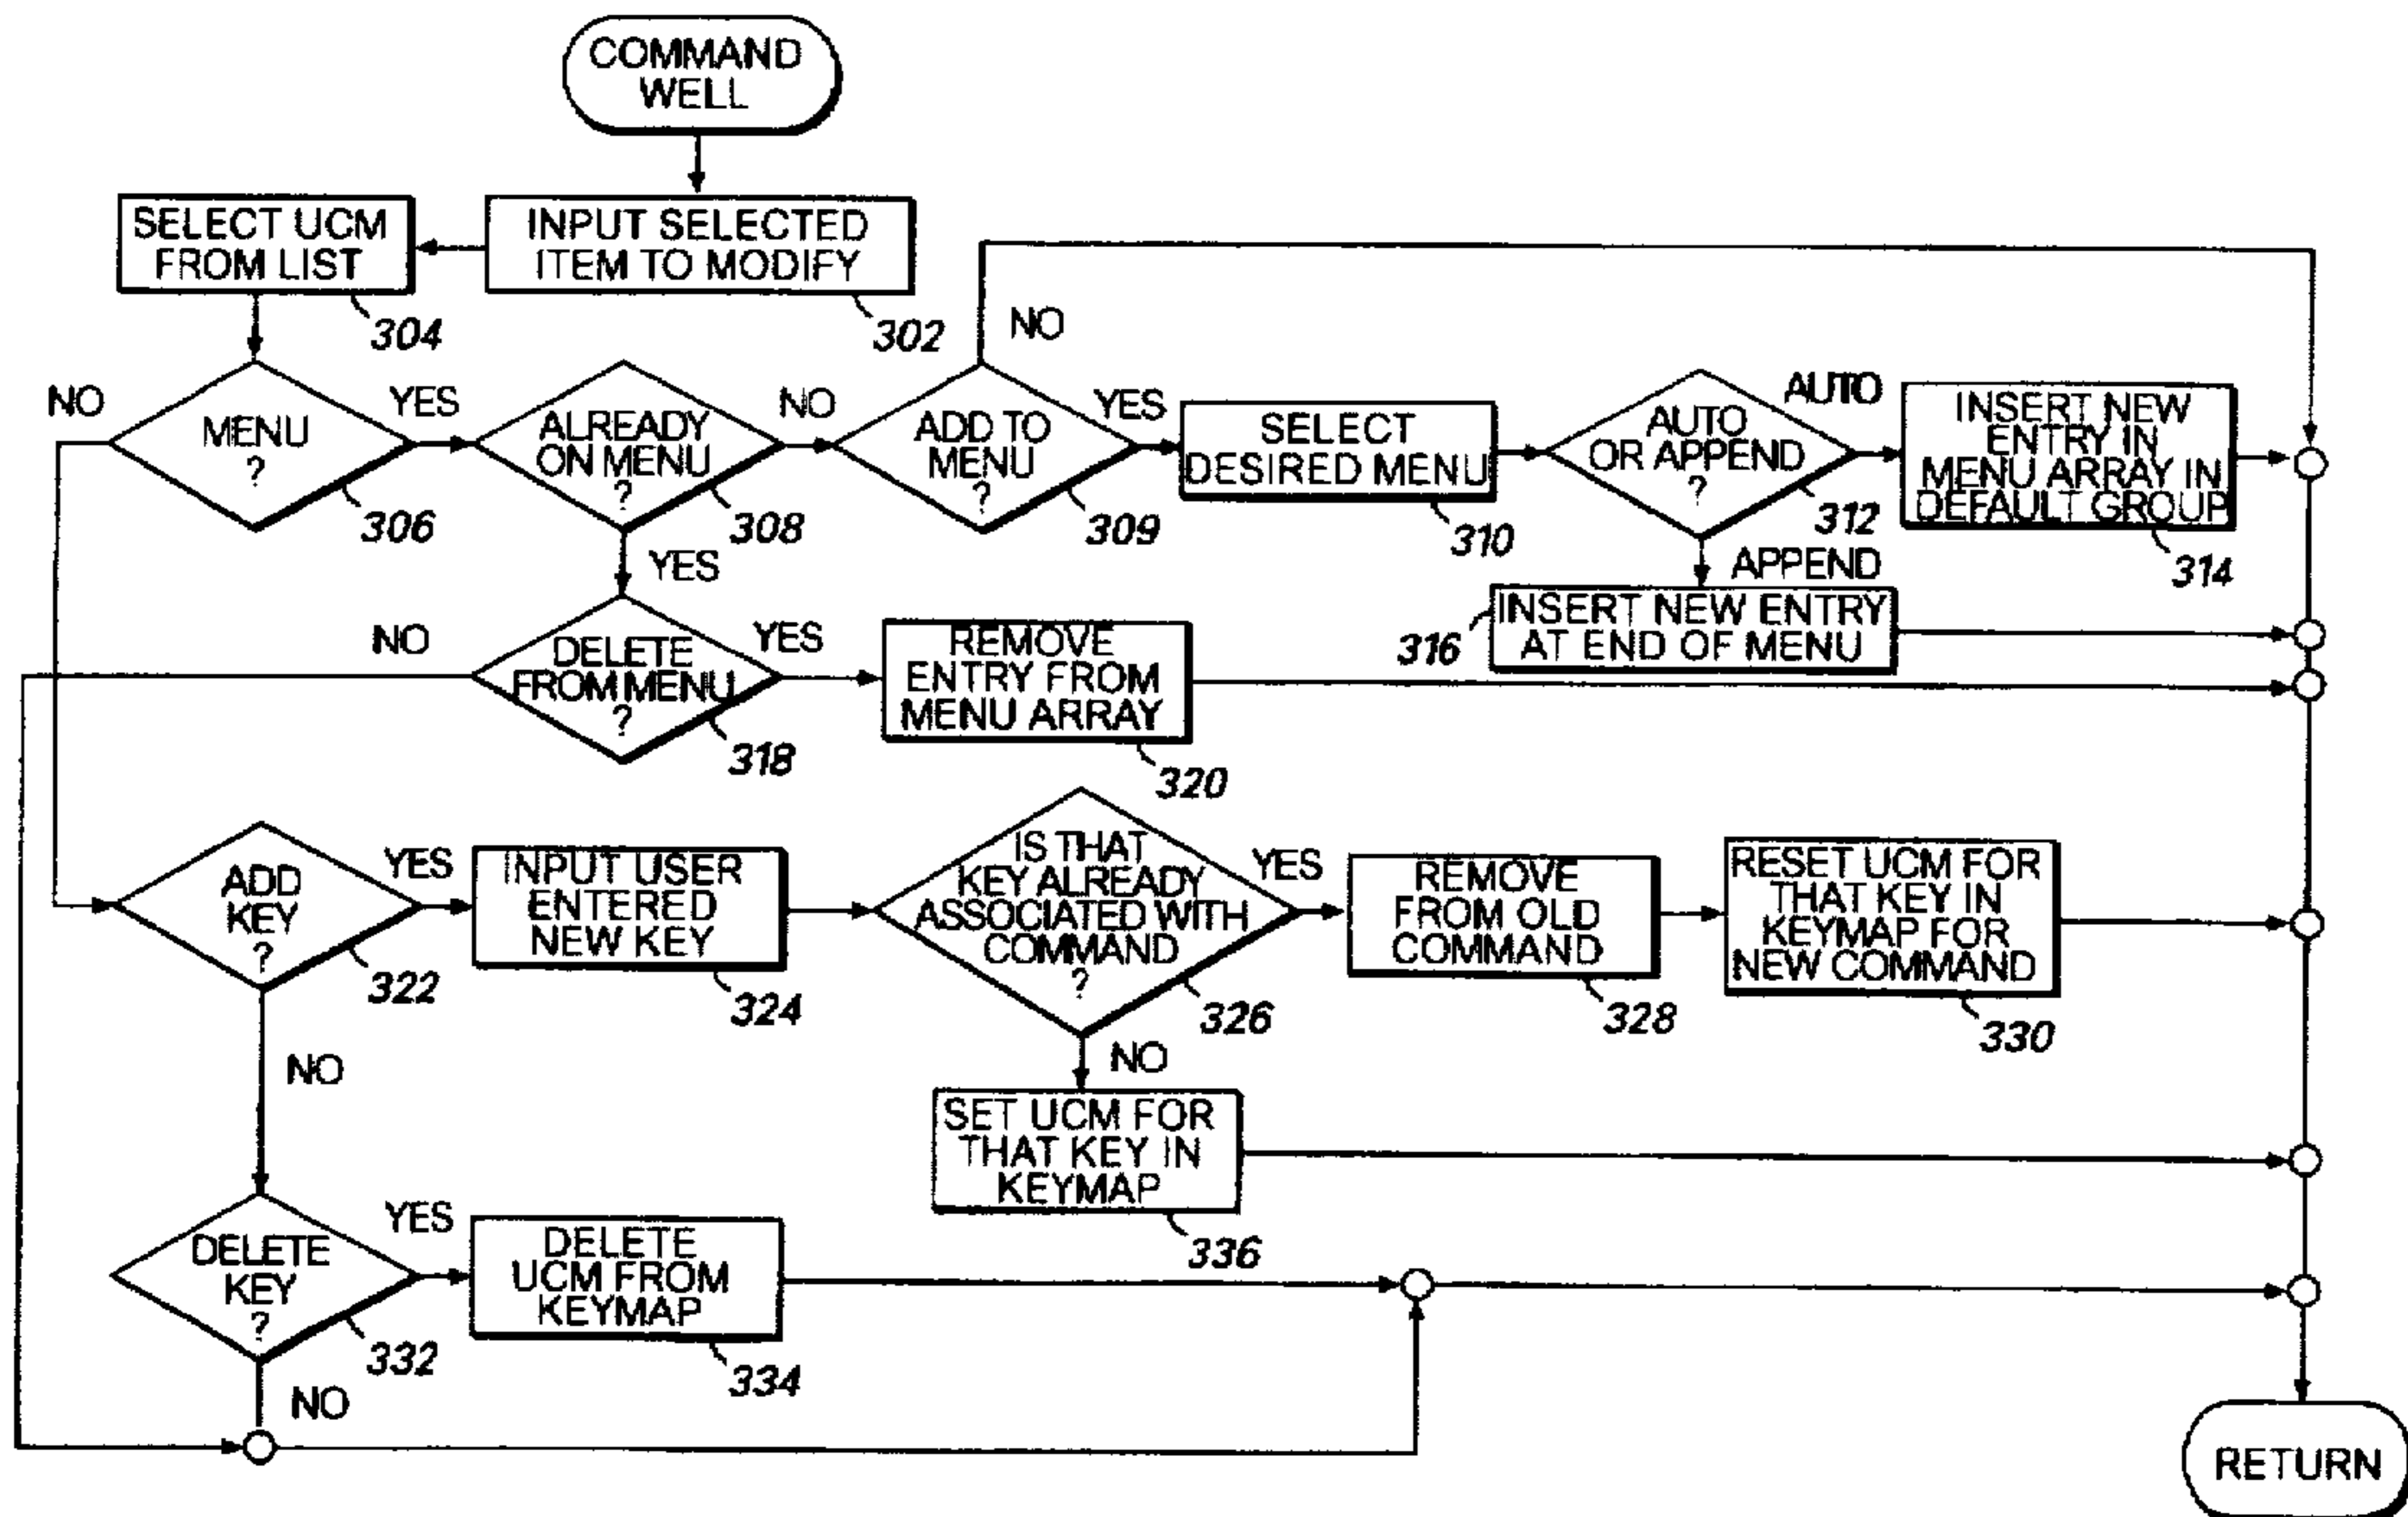 COMMAND
WELL
SELECT UCM
FROM LIST
304
INPUT SELECTED
ITEM TO MODIFY
302
NO
MENU
?
306
YES
ALREADY
ON MENU
?
308
NO
ADD TO
MENU
?
309
NO
YES
SELECT
DESIRED MENU
310
AUTO
OR APPEND
?
312
AUTO
INSERT NEW
ENTRY IN
MENU ARRAY IN
DEFAULT GROUP
314
APPEND
INSERT NEW ENTRY
AT END OF MENU
316
YES
NO
DELETE
FROM MENU
?
318
YES
REMOVE
ENTRY FROM
MENU ARRAY
320
ADD
KEY
?
322
YES
INPUT USER
ENTERED
NEW KEY
324
IS THAT
KEY ALREADY
ASSOCIATED WITH
COMMAND
?
326
YES
REMOVE
FROM OLD
COMMAND
328
RESET UCM FOR
THAT KEY IN
KEYMAP FOR
NEW COMMAND
330
NO
NO
SET UCM FOR
THAT KEY IN
KEYMAP
336
DELETE
KEY
?
332
YES
DELETE
UCM FROM
KEYMAP
334
NO
RETURN